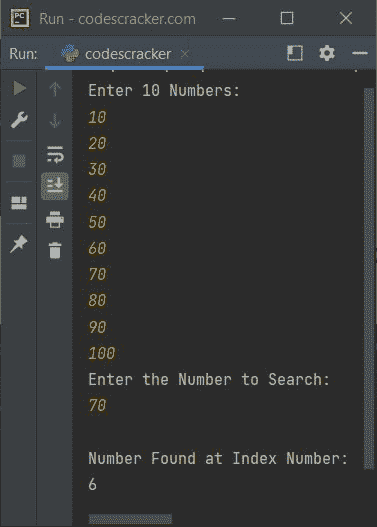 PC
Run - codescracker.com
Run:
codescracker
Enter 10 Numbers:
10
20
30
40
50
60
70
80
90
100
Enter the Number to Search:
70
Number Found at Index Number:
6